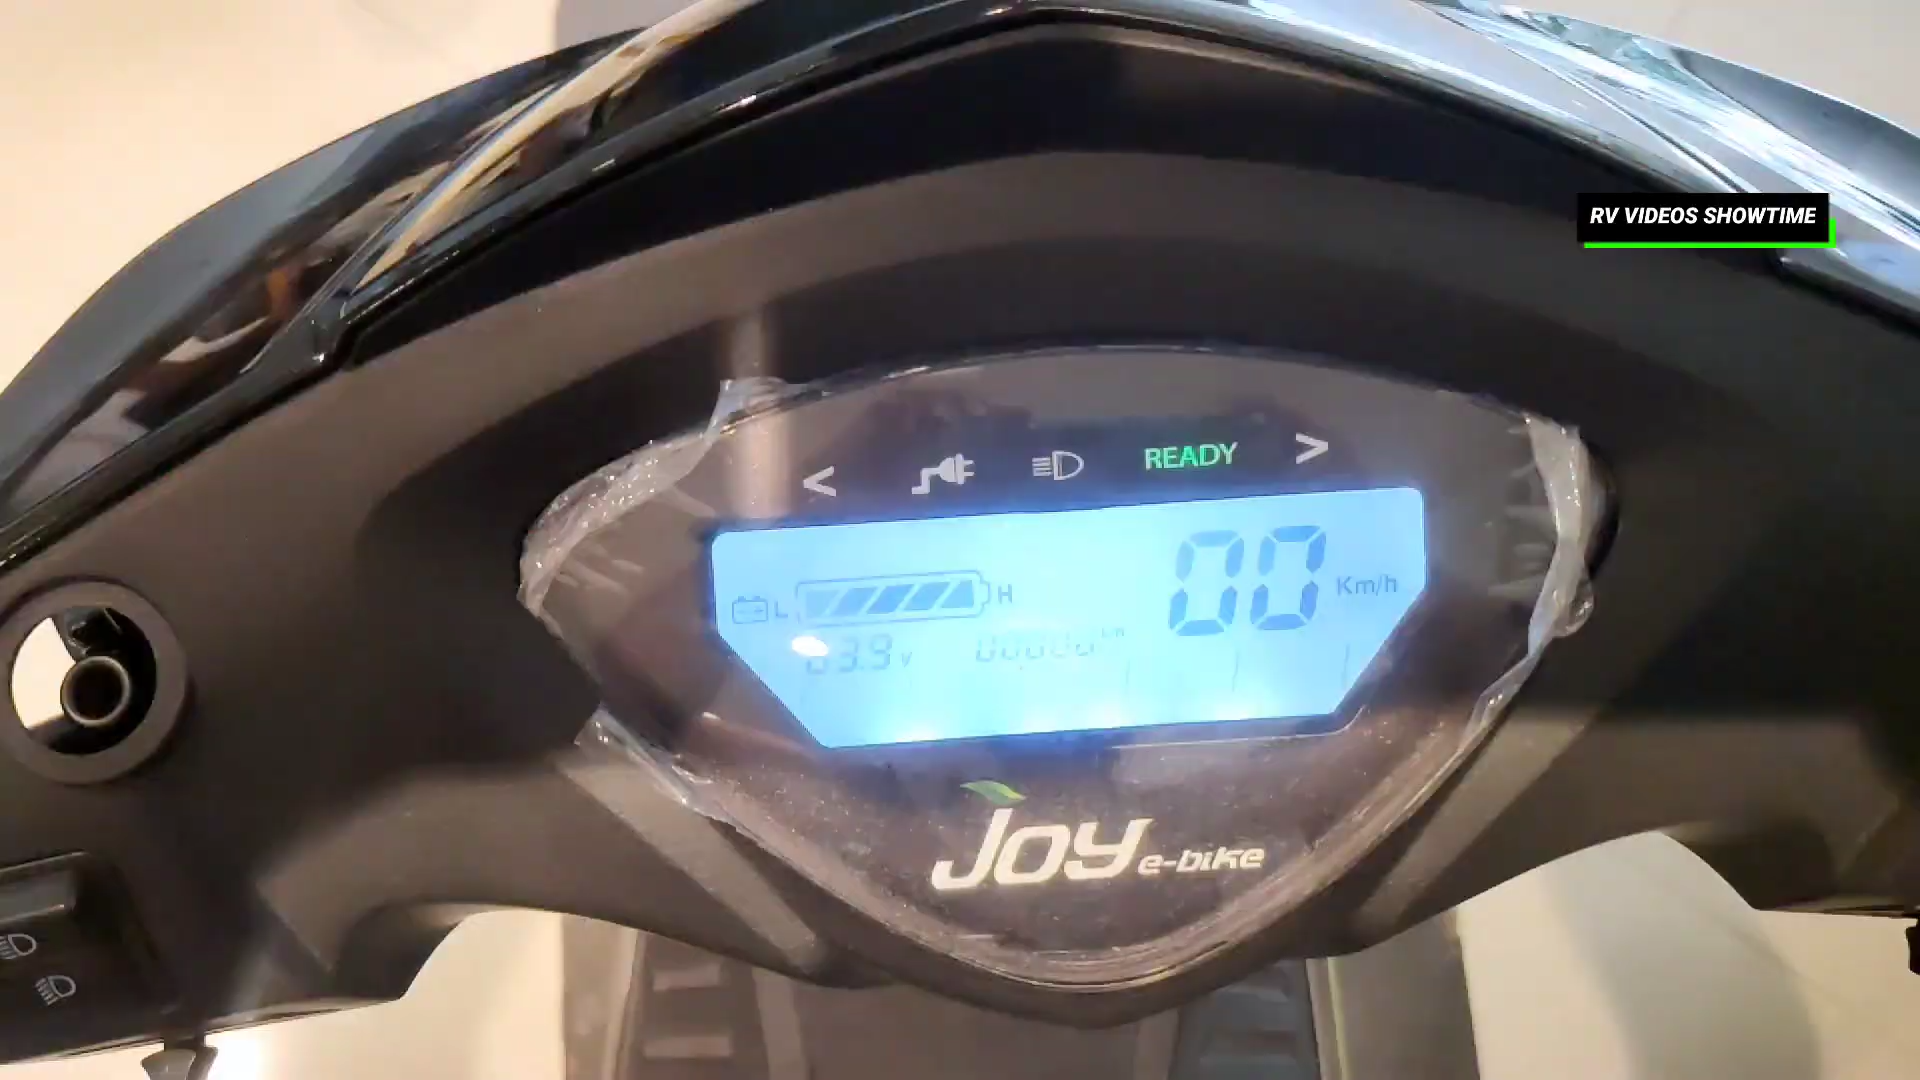 RV VIDEOS SHOWTIME
< READY >
L H
00 Km/h
V
Joy e-bike